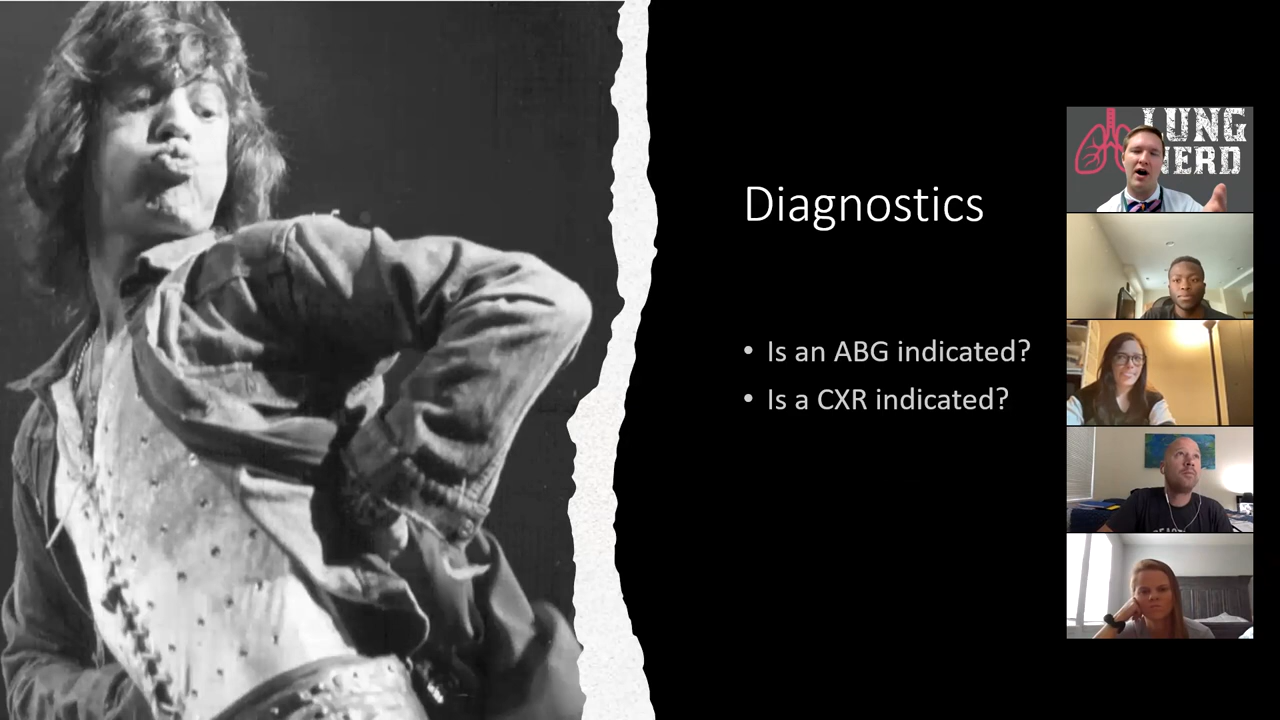 Diagnostics
• Is an ABG indicated?
• Is a CXR indicated?
LUNG
NERD